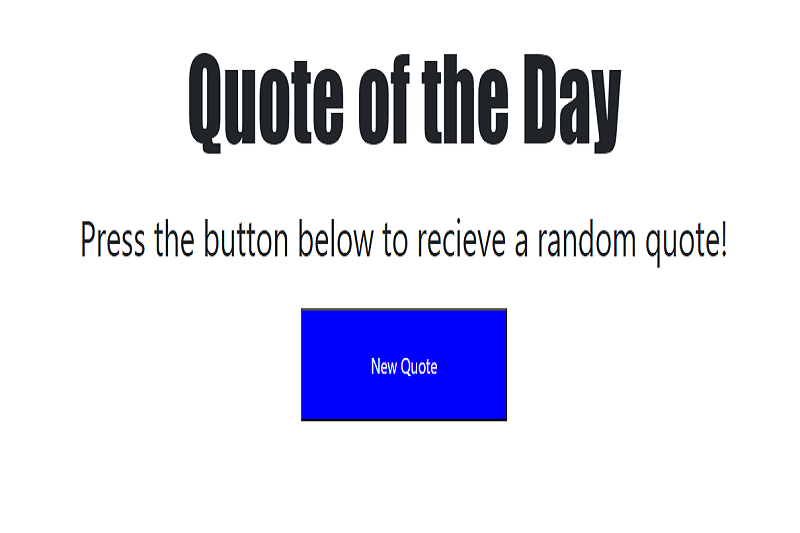 Quote of the Day
Press the button below to recieve a random quote!
New Quote